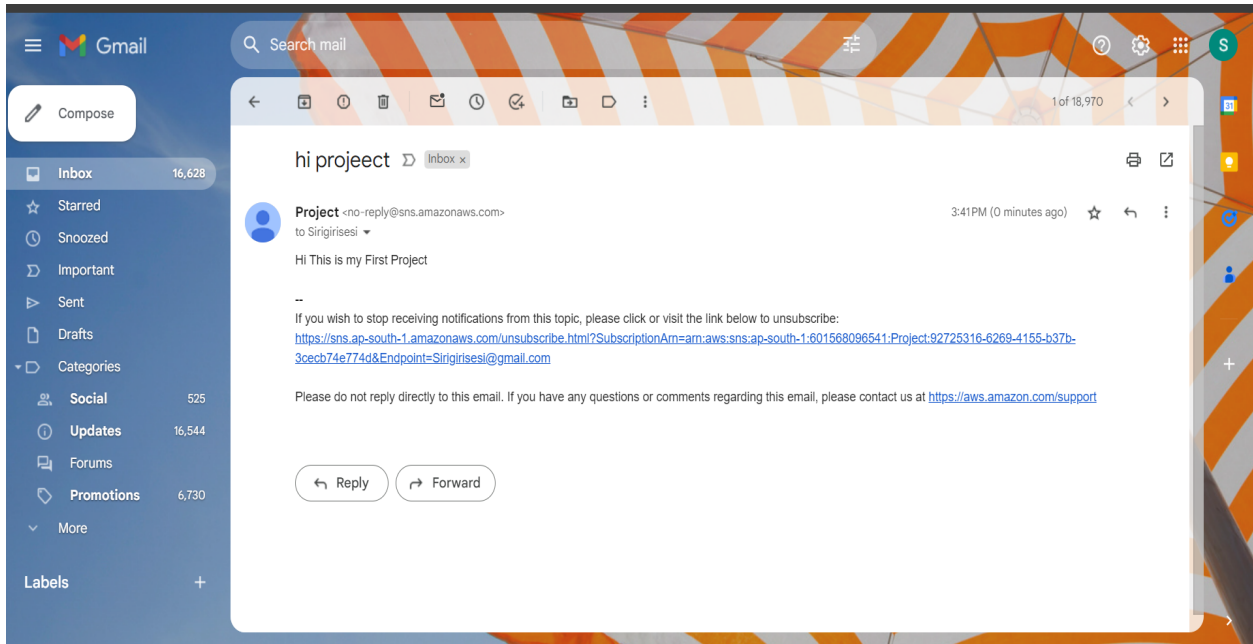 Gmail
Search mail
S
Compose
1 of 18,970
31
hi projeect Inbox x
Inbox 16,628
Starred
Project <no-reply@sns.amazonaws.com> 3:41 PM (0 minutes ago)
to Sirigirisesi
Snoozed
Hi This is my First Project
Important
Sent
--
If you wish to stop receiving notifications from this topic, please click or visit the link below to unsubscribe:
https://sns.ap-south-1.amazonaws.com/unsubscribe.html?SubscriptionArn=arn:aws:sns:ap-south-1:601568096541:Project:92725316-6269-4155-b37b-
3cecb74e774d&Endpoint=Sirigirisesi@gmail.com
Drafts
Categories
Social 525
Please do not reply directly to this email. If you have any questions or comments regarding this email, please contact us at https://aws.amazon.com/support
Updates 16,544
Forums
Promotions 6,730
More
Reply Forward
Labels